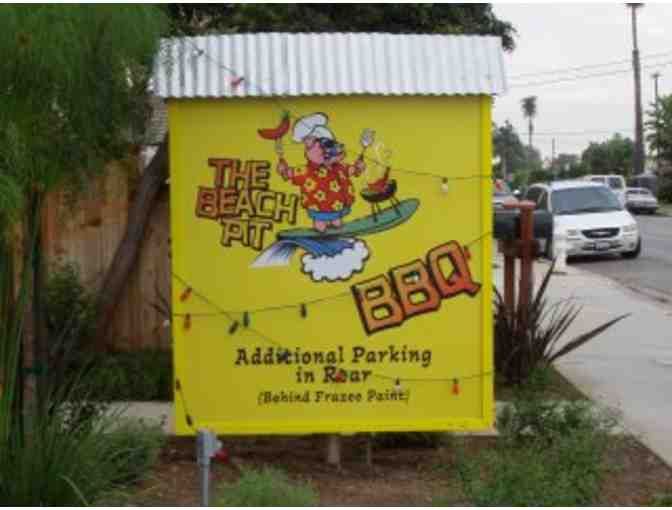 THE
BEACH
PIT
BBQ
Additional Parking
in Rear
(Behind Frazee Paint)